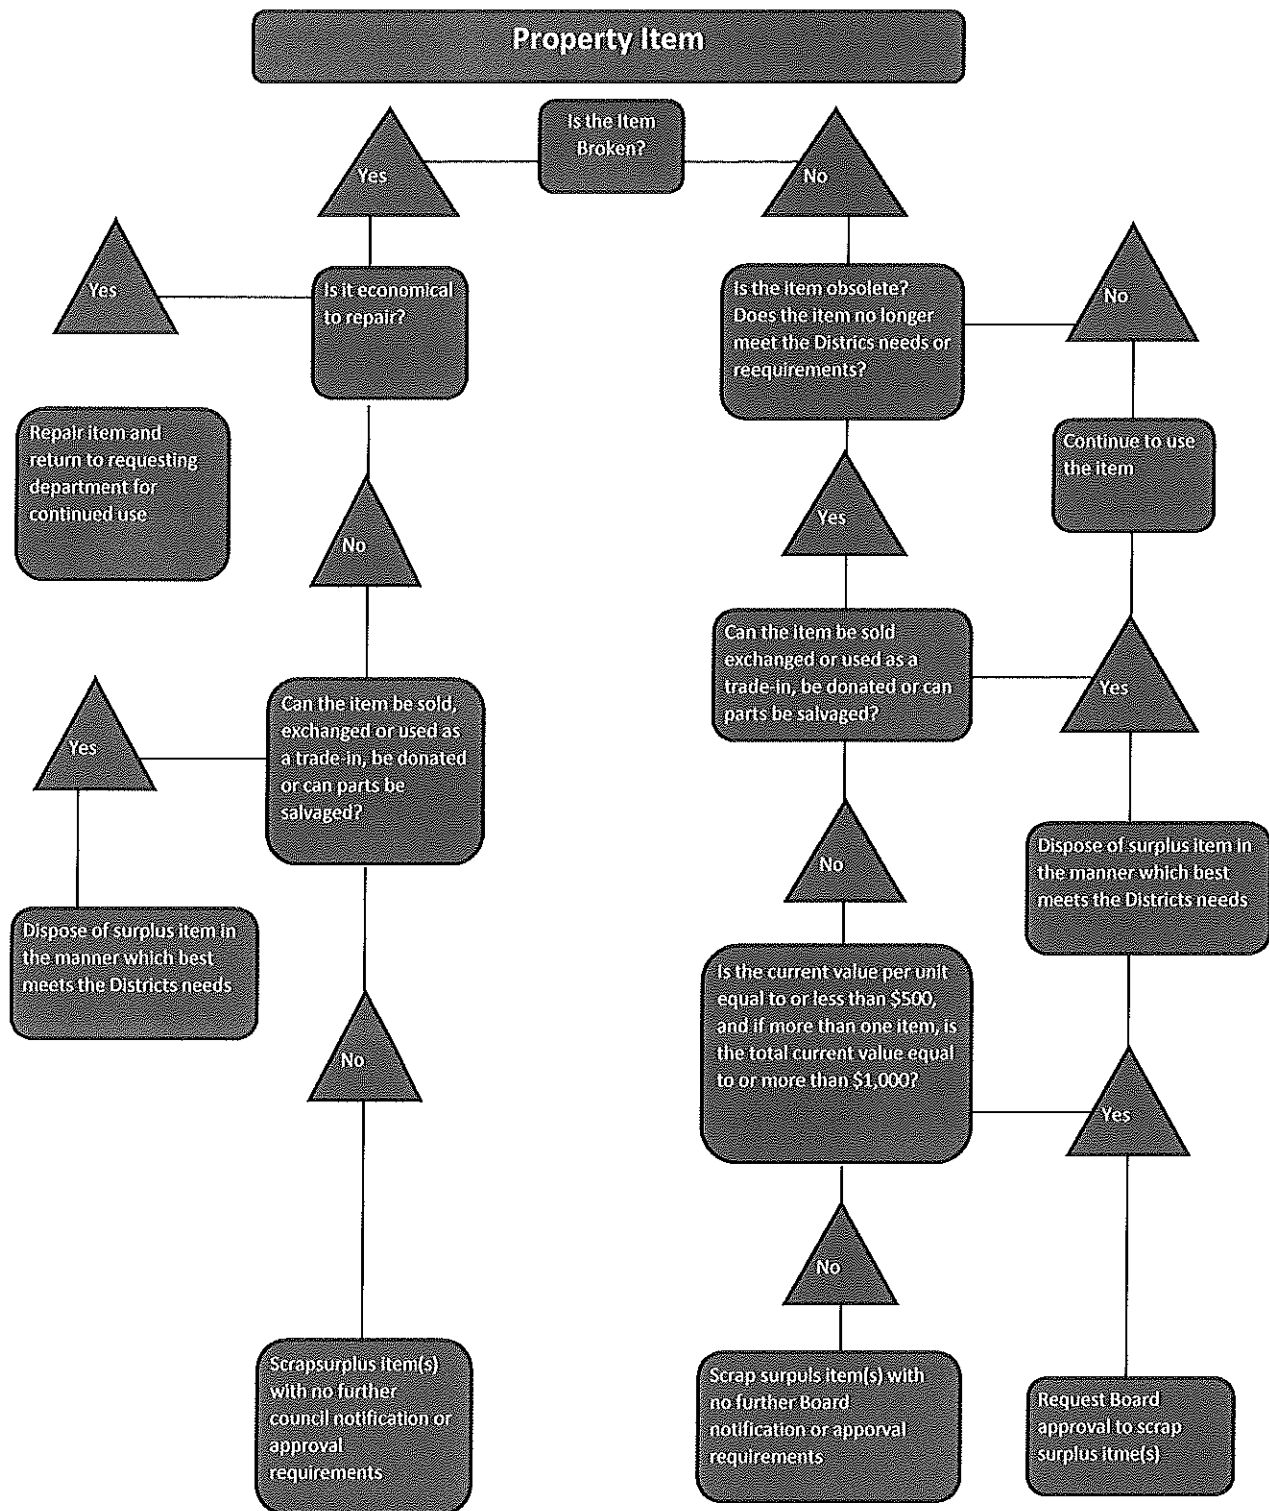 Property Item
Is the Item
Broken?
Yes
No
Yes
Is it economical
to repair?
Is the item obsolete?
Does the item no longer
meet the Districs needs or
reequirements?
No
Repair item and
return to requesting
department for
continued use
Continue to use
the item
No
Yes
Can the item be sold
exchanged or used as a
trade-in, be donated or can
parts be salvaged?
Yes
Yes
Can the item be sold,
exchanged or used as
a trade-in, be donated
or can parts be
salvaged?
No
Dispose of surplus item in
the manner which best
meets the Districts needs
Dispose of surplus item in
the manner which best
meets the Districts needs
Is the current value per unit
equal to or less than $500,
and if more than one item, is
the total current value equal
to or more than $1,000?
No
Yes
No
Scrapsurplus item(s)
with no further
council notification or
approval
requirements
Scrap surpuls item(s) with
no further Board
notification or apporval
requirements
Request Board
approval to scrap
surplus itme(s)